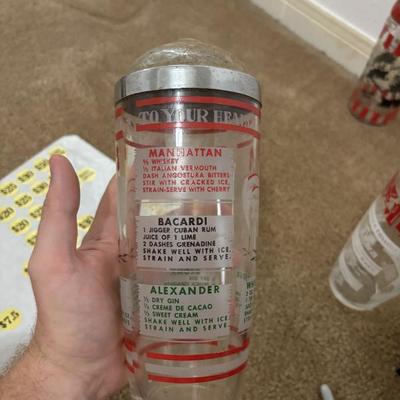 TO YOUR HEA
MANHATTAN
⅔ WHISKEY
⅓ ITALIAN VERMOUTH
DASH ANGOSTURA BITTERS
STIR WITH CRACKED ICE,
STRAIN-SERVE WITH CHERRY
BACARDI
1 JIGGER CUBAN RUM
JUICE OF 1 LIME
2 DASHES GRENADINE
SHAKE WELL WITH ICE.
STRAIN AND SERVE.
ALEXANDER
⅓ DRY GIN
⅓ CREME DE CACAO
⅓ SWEET CREAM
SHAKE WELL WITH ICE.
STRAIN AND SERVE.
$7.5